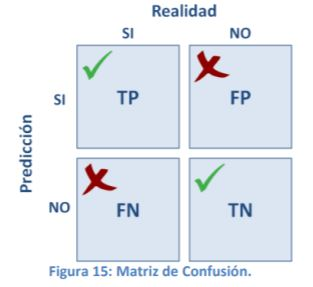 Realidad
SI NO
Predicción
SI TP FP
NO FN TN
Figura 15: Matriz de Confusión.